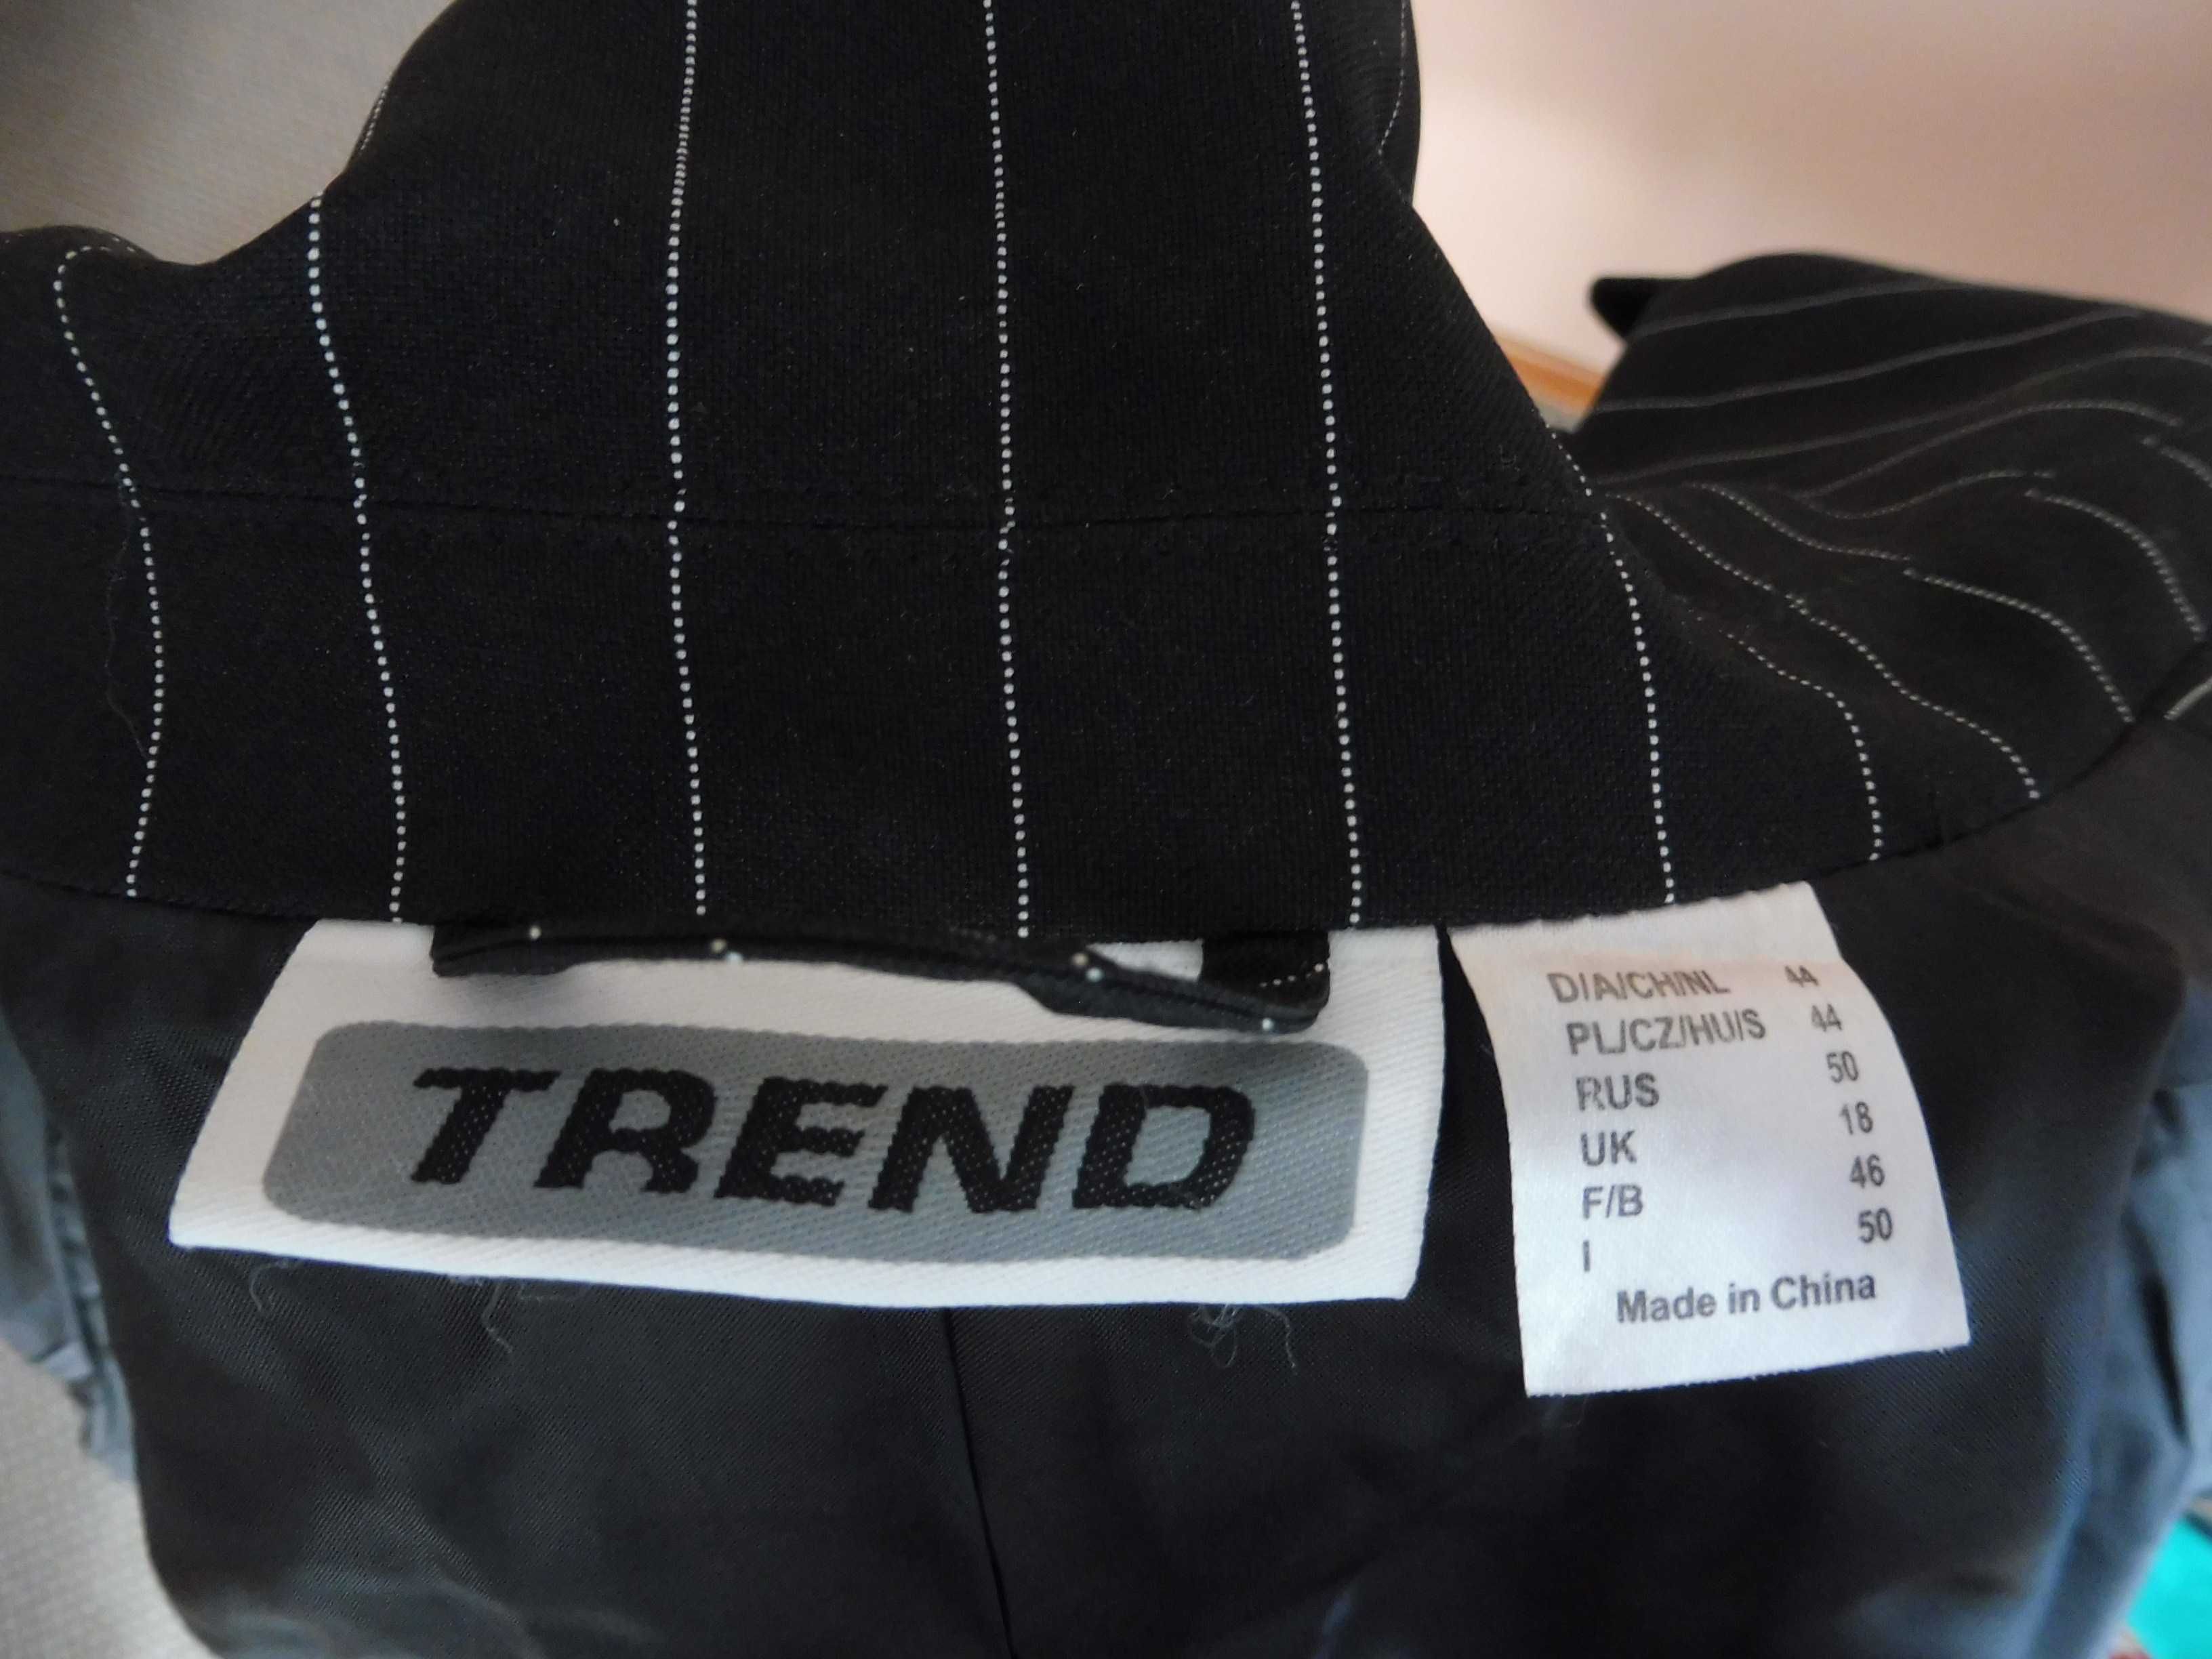 TREND
D/A/CH/NL 44
PL/CZ/HU/S 44
RUS 50
UK 18
F/B 46
I 50
Made in China